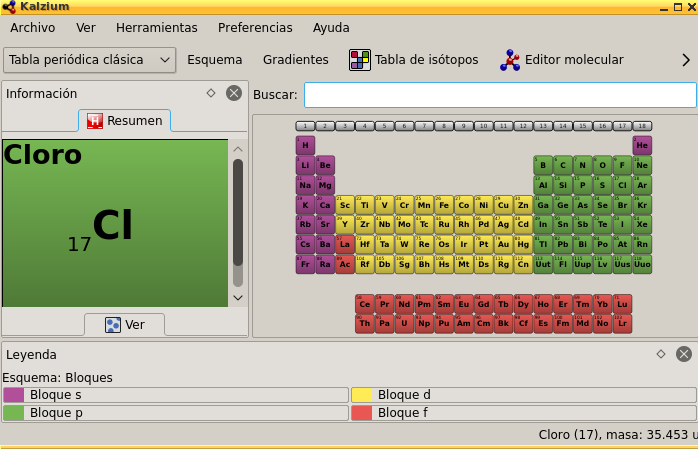 Kalzium
Archivo Ver Herramientas Preferencias Ayuda
Tabla periódica clásica Esquema Gradientes Tabla de isótopos Editor molecular
Información
Buscar:
Resumen
Cloro
17Cl
Ver
1 2 3 4 5 6 7 8 9 10 11 12 13 14 15 16 17 18
H He
Li Be B C N O F Ne
Na Mg Al Si P S Cl Ar
K Ca Sc Ti V Cr Mn Fe Co Ni Cu Zn Ga Ge As Se Br Kr
Rb Sr Y Zr Nb Mo Tc Ru Rh Pd Ag Cd In Sn Sb Te I Xe
Cs Ba La Hf Ta W Re Os Ir Pt Au Hg Tl Pb Bi Po At Rn
Fr Ra Ac Rf Db Sg Bh Hs Mt Ds Rg Cn Uut Fl Uup Lv Uus Uuo
Ce Pr Nd Pm Sm Eu Gd Tb Dy Ho Er Tm Yb Lu
Th Pa U Np Pu Am Cm Bk Cf Es Fm Md No Lr
Leyenda
Esquema: Bloques
Bloque s Bloque d
Bloque p Bloque f
Cloro (17), masa: 35.453 u